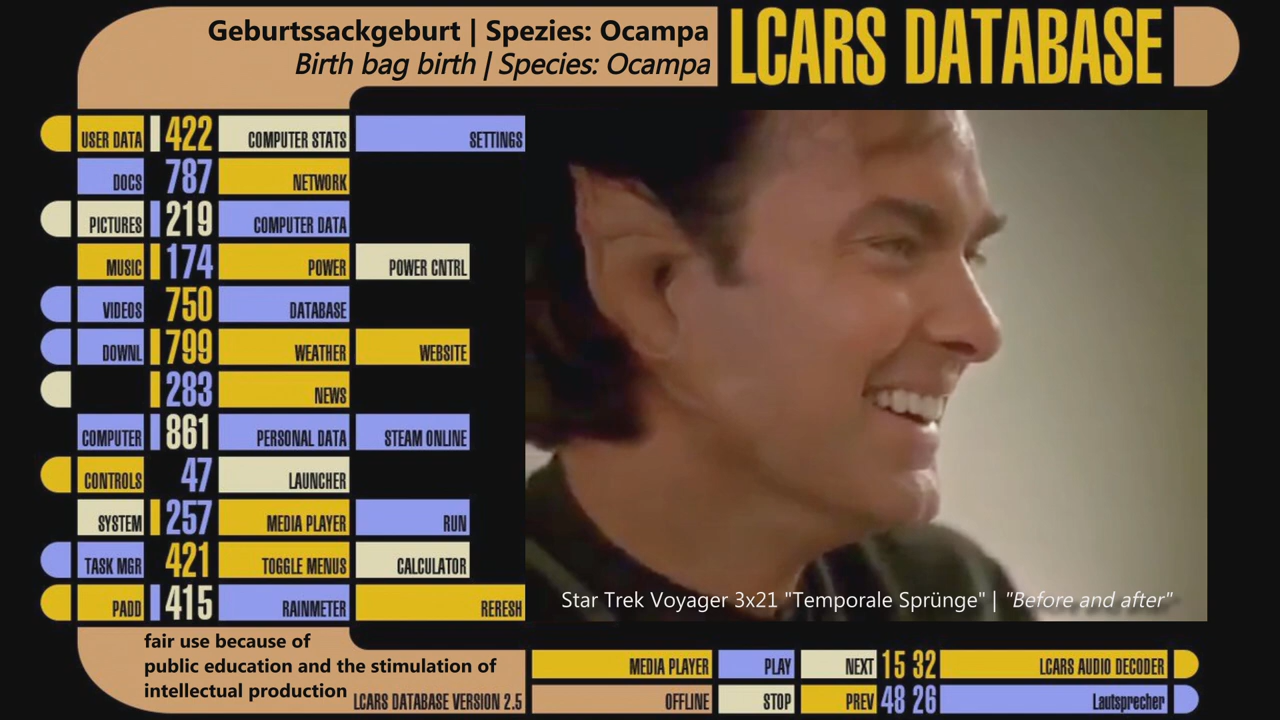 Geburtssackgeburt | Spezies: Ocampa
Birth bag birth | Species: Ocampa
LCARS DATABASE
USER DATA 422 COMPUTER STATS SETTINGS
DOCS 787 NETWORK
PICTURES 219 COMPUTER DATA
MUSIC 174 POWER POWER CNTRL
VIDEOS 750 DATABASE
DOWNL 799 WEATHER WEBSITE
283 NEWS
COMPUTER 861 PERSONAL DATA STEAM ONLINE
CONTROLS 47 LAUNCHER
SYSTEM 257 MEDIA PLAYER RUN
TASK MGR 421 TOGGLE MENUS CALCULATOR
PADD 415 RAINMETER RERESH
Star Trek Voyager 3x21 "Temporale Sprünge" | "Before and after"
fair use because of
public education and the stimulation of
intellectual production
LCARS DATABASE VERSION 2.5
MEDIA PLAYER PLAY NEXT 15 32 LCARS AUDIO DECODER
OFFLINE STOP PREV 48 26 Lautsprecher